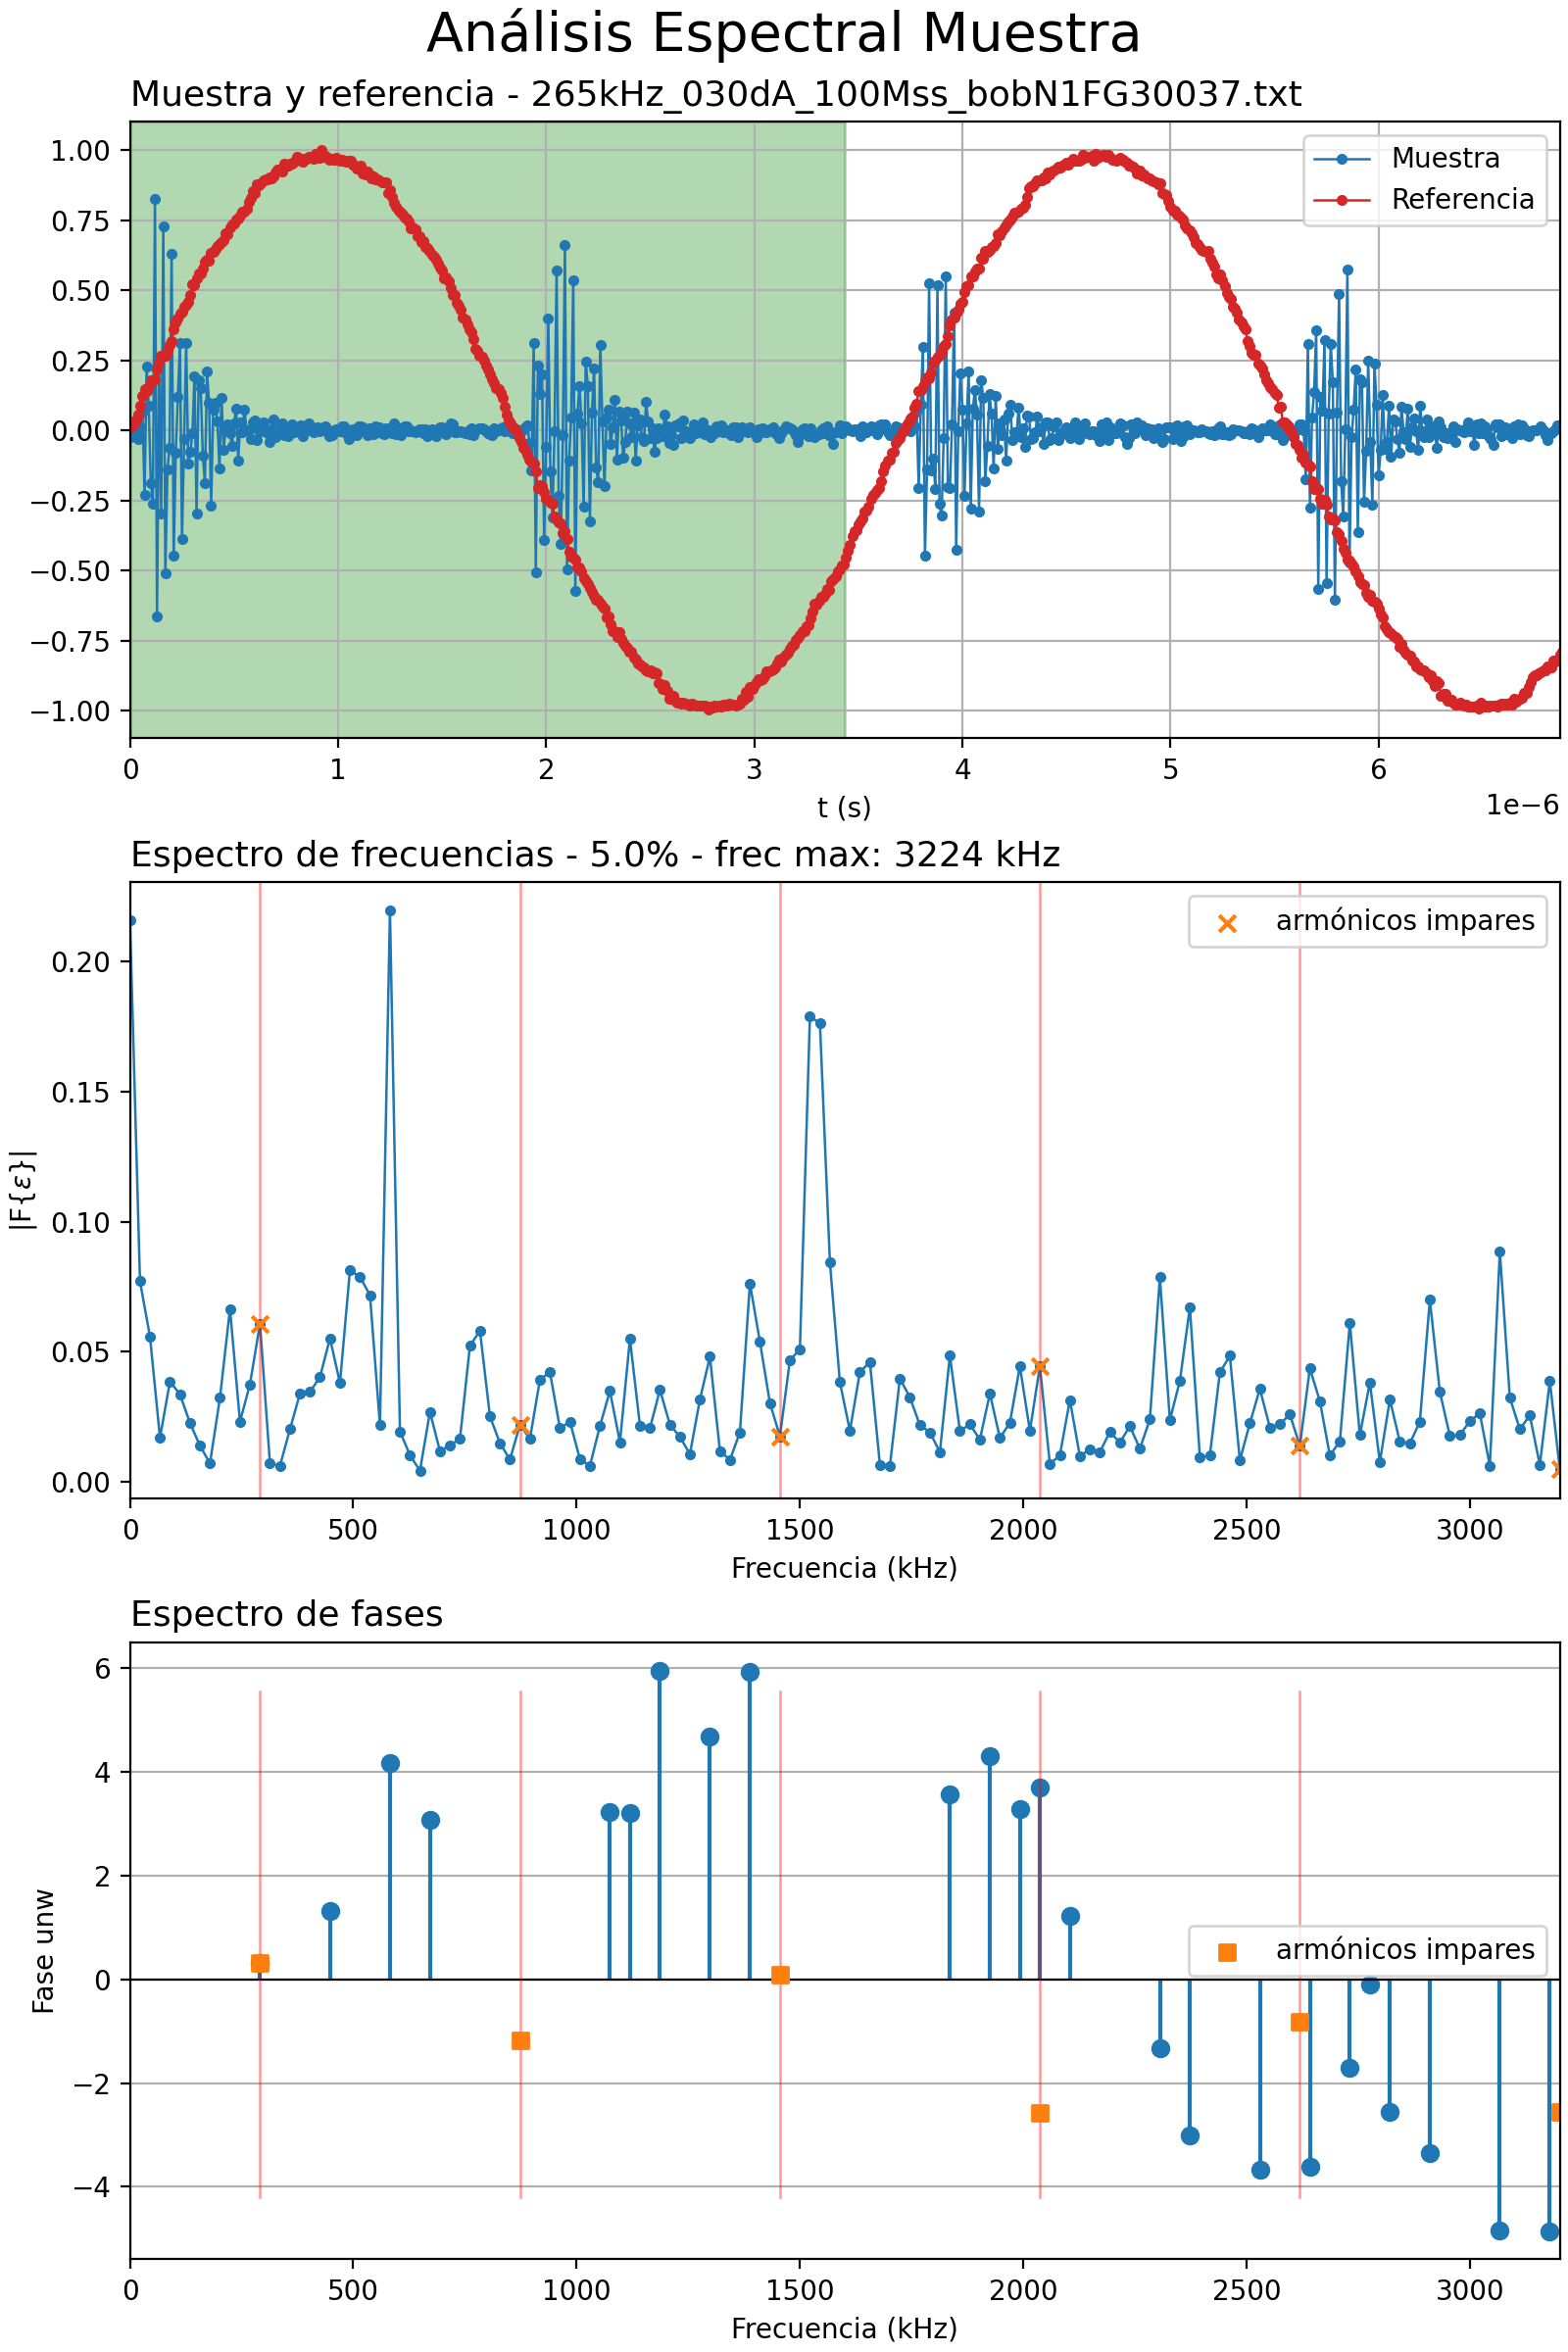 Análisis Espectral Muestra
Muestra y referencia - 265kHz_030dA_100Mss_bobN1FG30037.txt
1.00
0.75
0.50
0.25
0.00
−0.25
−0.50
−0.75
−1.00
Muestra
Referencia
0 1 2 3 4 5 6
t (s)
1e−6
Espectro de frecuencias - 5.0% - frec max: 3224 kHz
|F{ε}|
0.20
0.15
0.10
0.05
0.00
armónicos impares
0 500 1000 1500 2000 2500 3000
Frecuencia (kHz)
Espectro de fases
Fase unw
6
4
2
0
−2
−4
armónicos impares
0 500 1000 1500 2000 2500 3000
Frecuencia (kHz)